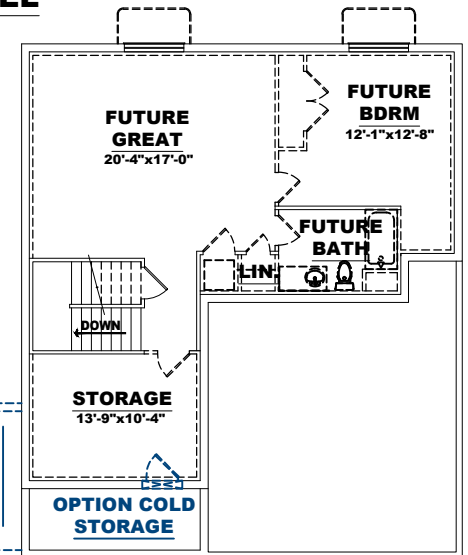 FUTURE
GREAT
20'-4"x17'-0"
FUTURE
BDRM
12'-1"x12'-8"
FUTURE
BATH
LIN.
DOWN
STORAGE
13'-9"x10'-4"
OPTION COLD
STORAGE